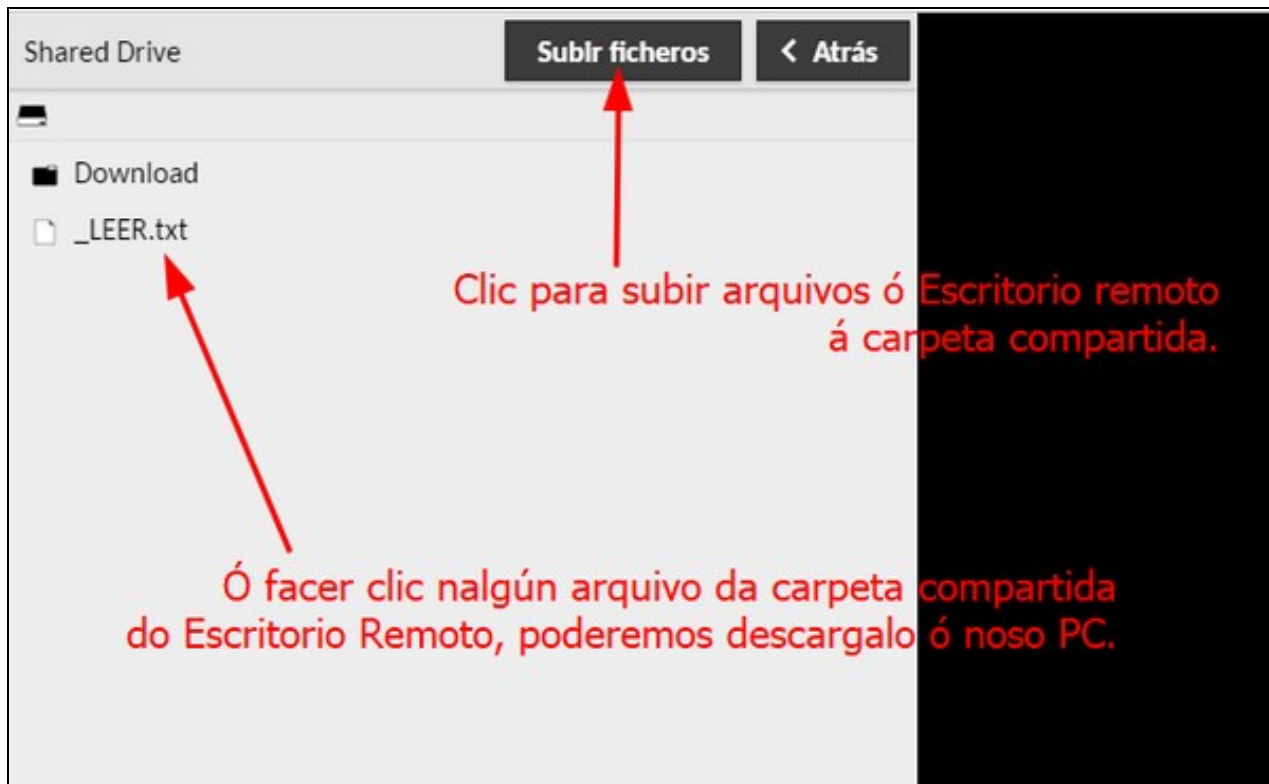 Shared Drive
Subir ficheros
Atrás
Download
_LEER.txt
Clic para subir arquivos ó Escritorio remoto
á carpeta compartida.
Ó facer clic nalgún arquivo da carpeta compartida
do Escritorio Remoto, poderemos descargalo ó noso PC.